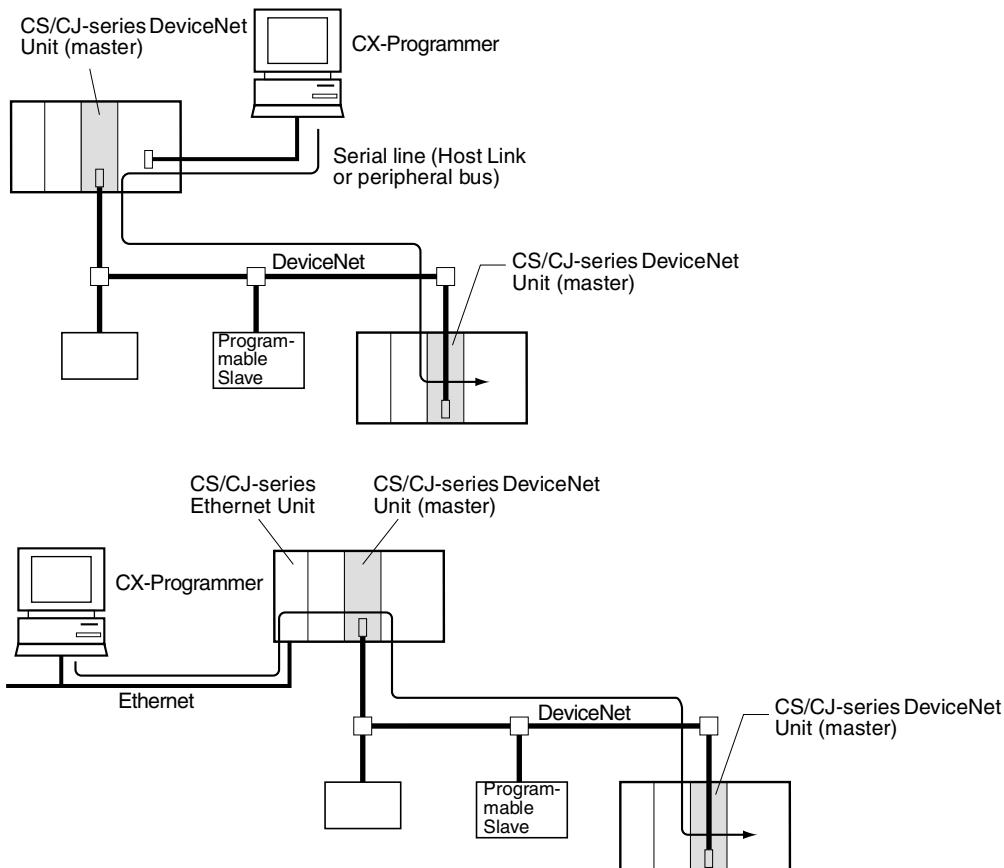 CS/CJ-series DeviceNet
Unit (master)
CX-Programmer
Serial line (Host Link
or peripheral bus)
DeviceNet
CS/CJ-series DeviceNet
Unit (master)
Program-
mable
Slave
CS/CJ-series
Ethernet Unit
CS/CJ-series DeviceNet
Unit (master)
CX-Programmer
Ethernet
DeviceNet
CS/CJ-series DeviceNet
Unit (master)
Program-
mable
Slave